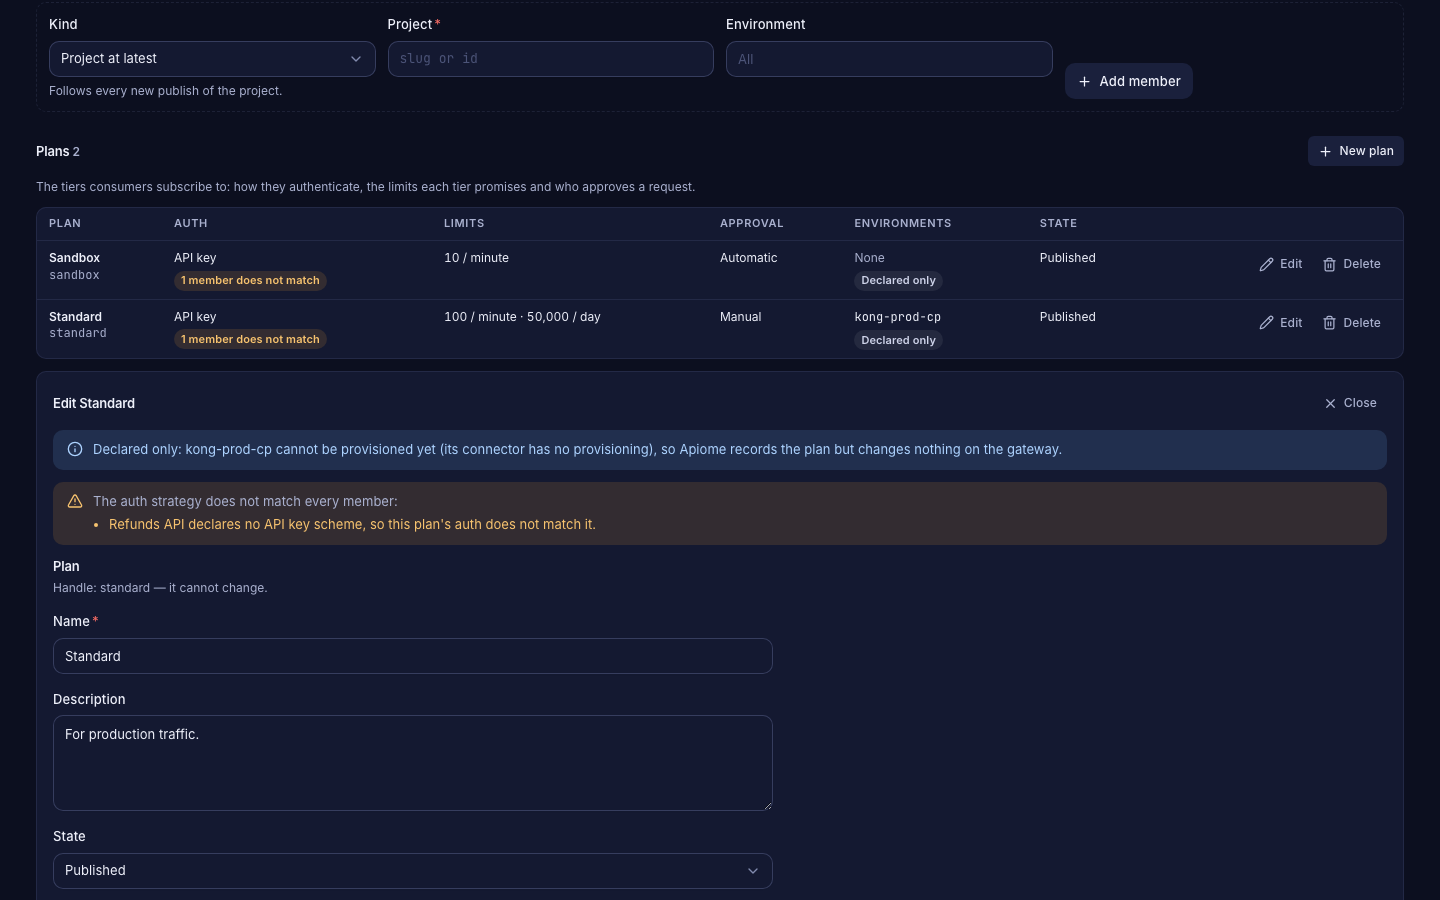 Kind
Project *
Environment
Project at latest
slug or id
All
Follows every new publish of the project.
Add member
Plans 2
New plan
The tiers consumers subscribe to: how they authenticate, the limits each tier promises and who approves a request.
PLAN AUTH LIMITS APPROVAL ENVIRONMENTS STATE
Sandbox API key 10 / minute Automatic None Published Edit Delete
sandbox 1 member does not match Declared only
Standard API key 100 / minute · 50,000 / day Manual kong-prod-cp Published Edit Delete
standard 1 member does not match Declared only
Edit Standard
Close
Declared only: kong-prod-cp cannot be provisioned yet (its connector has no provisioning), so Apiome records the plan but changes nothing on the gateway.
The auth strategy does not match every member:
• Refunds API declares no API key scheme, so this plan's auth does not match it.
Plan
Handle: standard — it cannot change.
Name *
Standard
Description
For production traffic.
State
Published